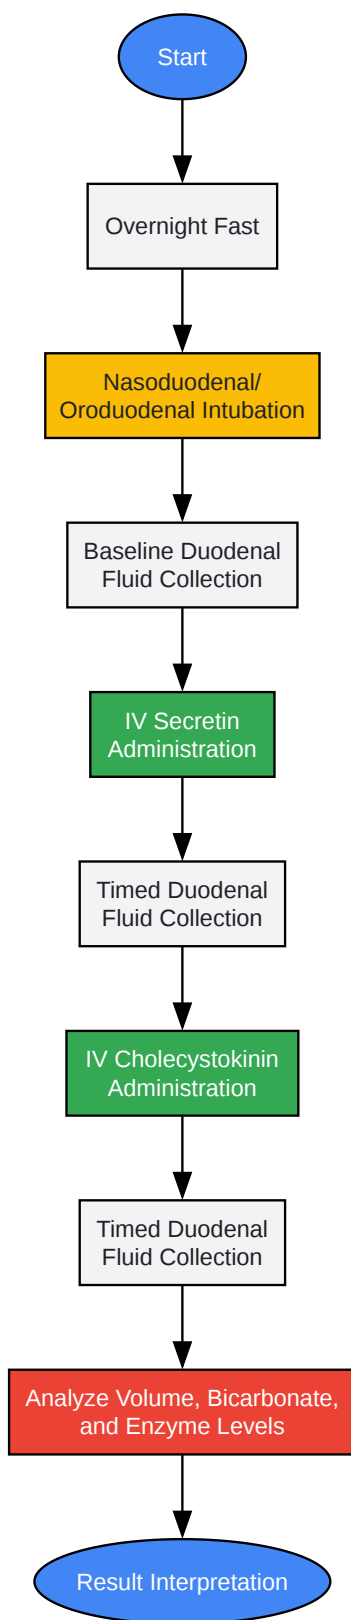 Start
Overnight Fast
Nasoduodenal/
Oroduodenal Intubation
Baseline Duodenal
Fluid Collection
IV Secretin
Administration
Timed Duodenal
Fluid Collection
IV Cholecystokinin
Administration
Timed Duodenal
Fluid Collection
Analyze Volume, Bicarbonate,
and Enzyme Levels
Result Interpretation